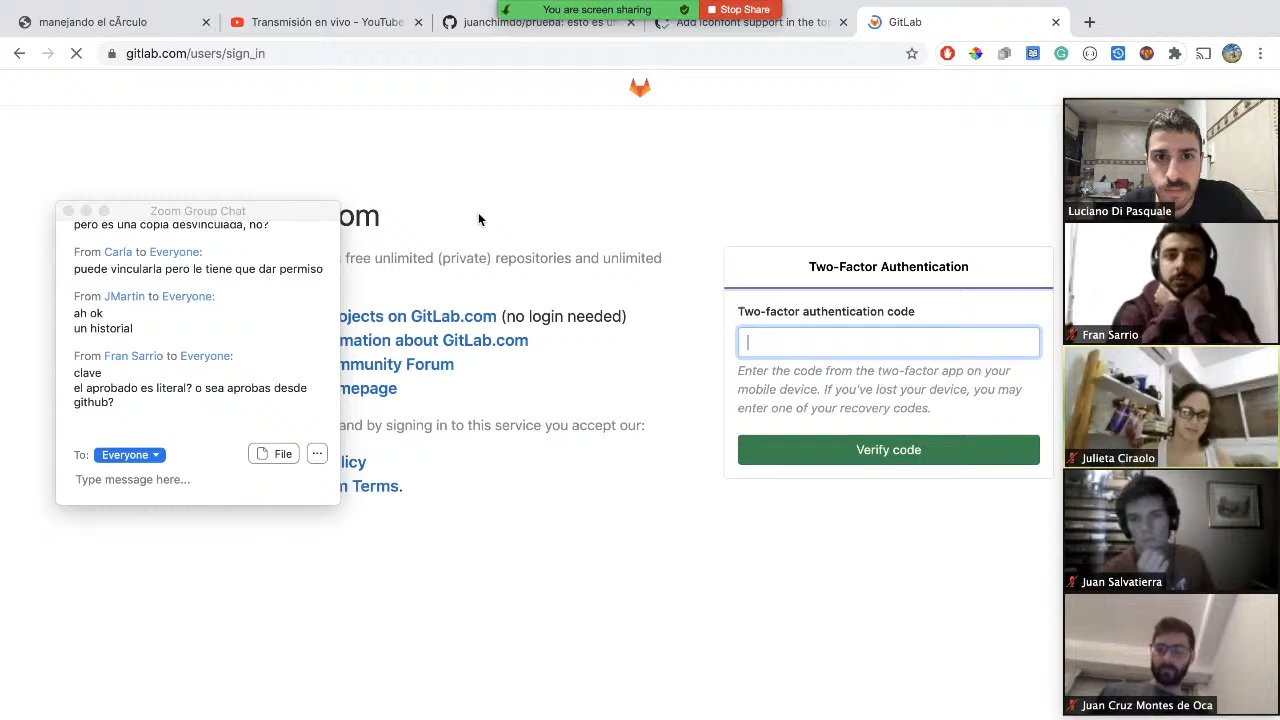 manejando el cÃrculo
Transmisión en vivo - YouTube
juanchimdo/prueba: esto es un
You are screen sharing
Stop Share
Add iconfont support in the top
GitLab
gitlab.com/users/sign_in
Zoom Group Chat
pero es una copia desvinculada, no?
From Carla to Everyone:
puede vincularla pero le tiene que dar permiso
From JMartin to Everyone:
ah ok
un historial
From Fran Sarrio to Everyone:
clave
el aprobado es literal? o sea aprobas desde
github?
To: Everyone
File
Type message here...
om
free unlimited (private) repositories and unlimited
ojects on GitLab.com (no login needed)
mation about GitLab.com
mmunity Forum
mepage
and by signing in to this service you accept our:
licy
m Terms.
Two-Factor Authentication
Two-factor authentication code
Enter the code from the two-factor app on your
mobile device. If you've lost your device, you may
enter one of your recovery codes.
Verify code
Luciano Di Pasquale
Fran Sarrio
Julieta Ciraolo
Juan Salvatierra
Juan Cruz Montes de Oca